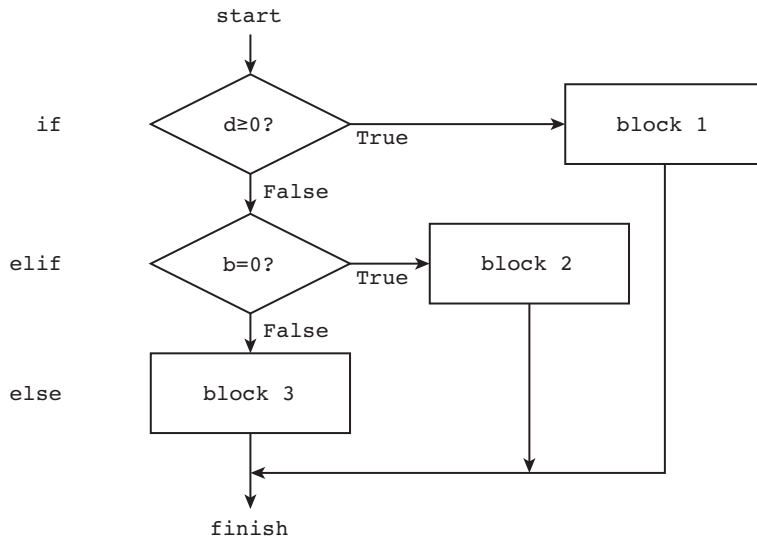 start
if
d≥0?
True
block 1
False
elif
b=0?
True
block 2
False
else
block 3
finish